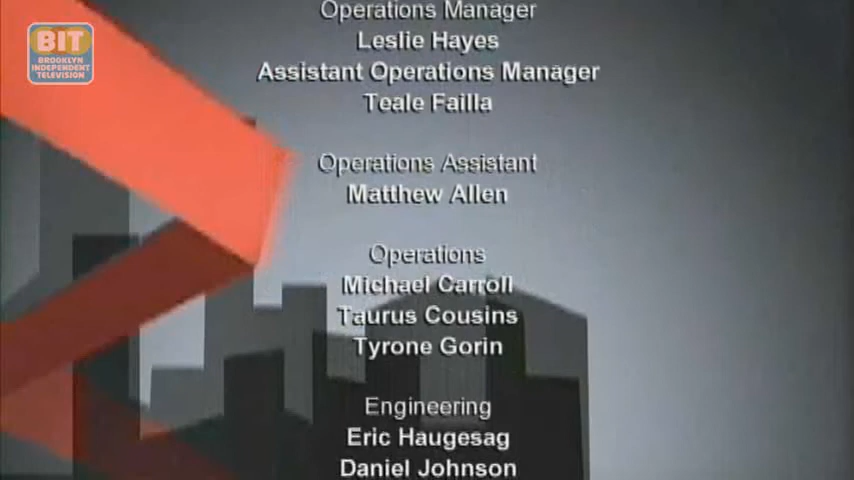 BIT
BROOKLYN
INDEPENDENT
TELEVISION
Operations Manager
Leslie Hayes
Assistant Operations Manager
Teale Failla
Operations Assistant
Matthew Allen
Operations
Michael Carroll
Taurus Cousins
Tyrone Gorin
Engineering
Eric Haugesag
Daniel Johnson